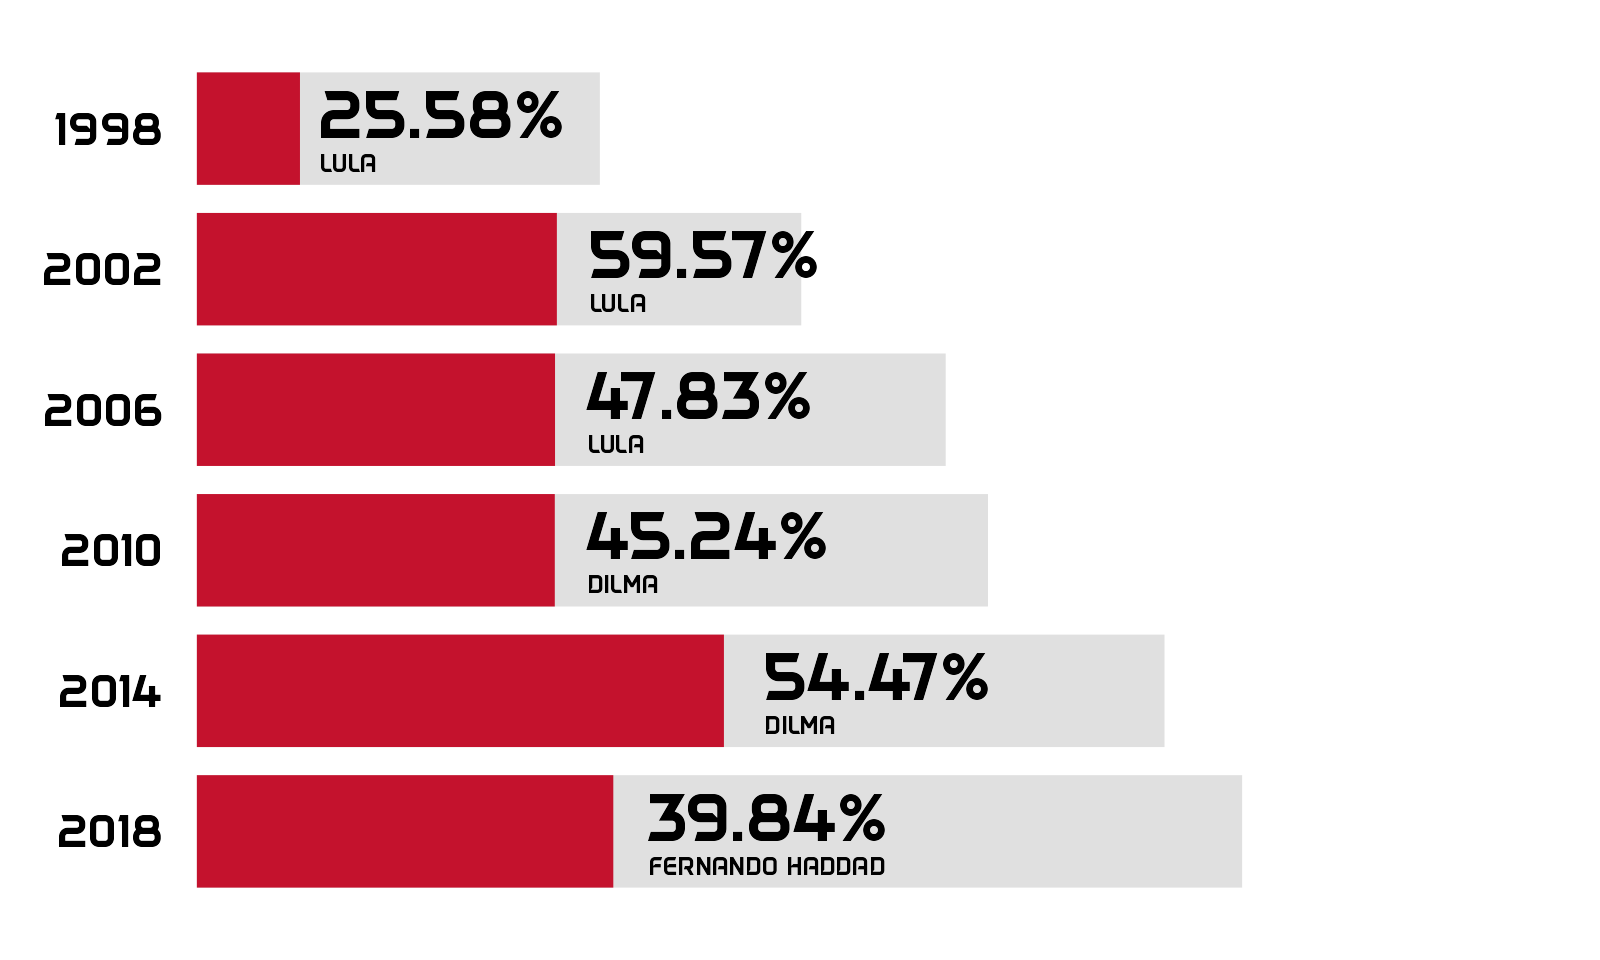 1998
25.58%
LULA
2002
59.57%
LULA
2006
47.83%
LULA
2010
45.24%
DILMA
2014
54.47%
DILMA
2018
39.84%
FERNANDO HADDAD